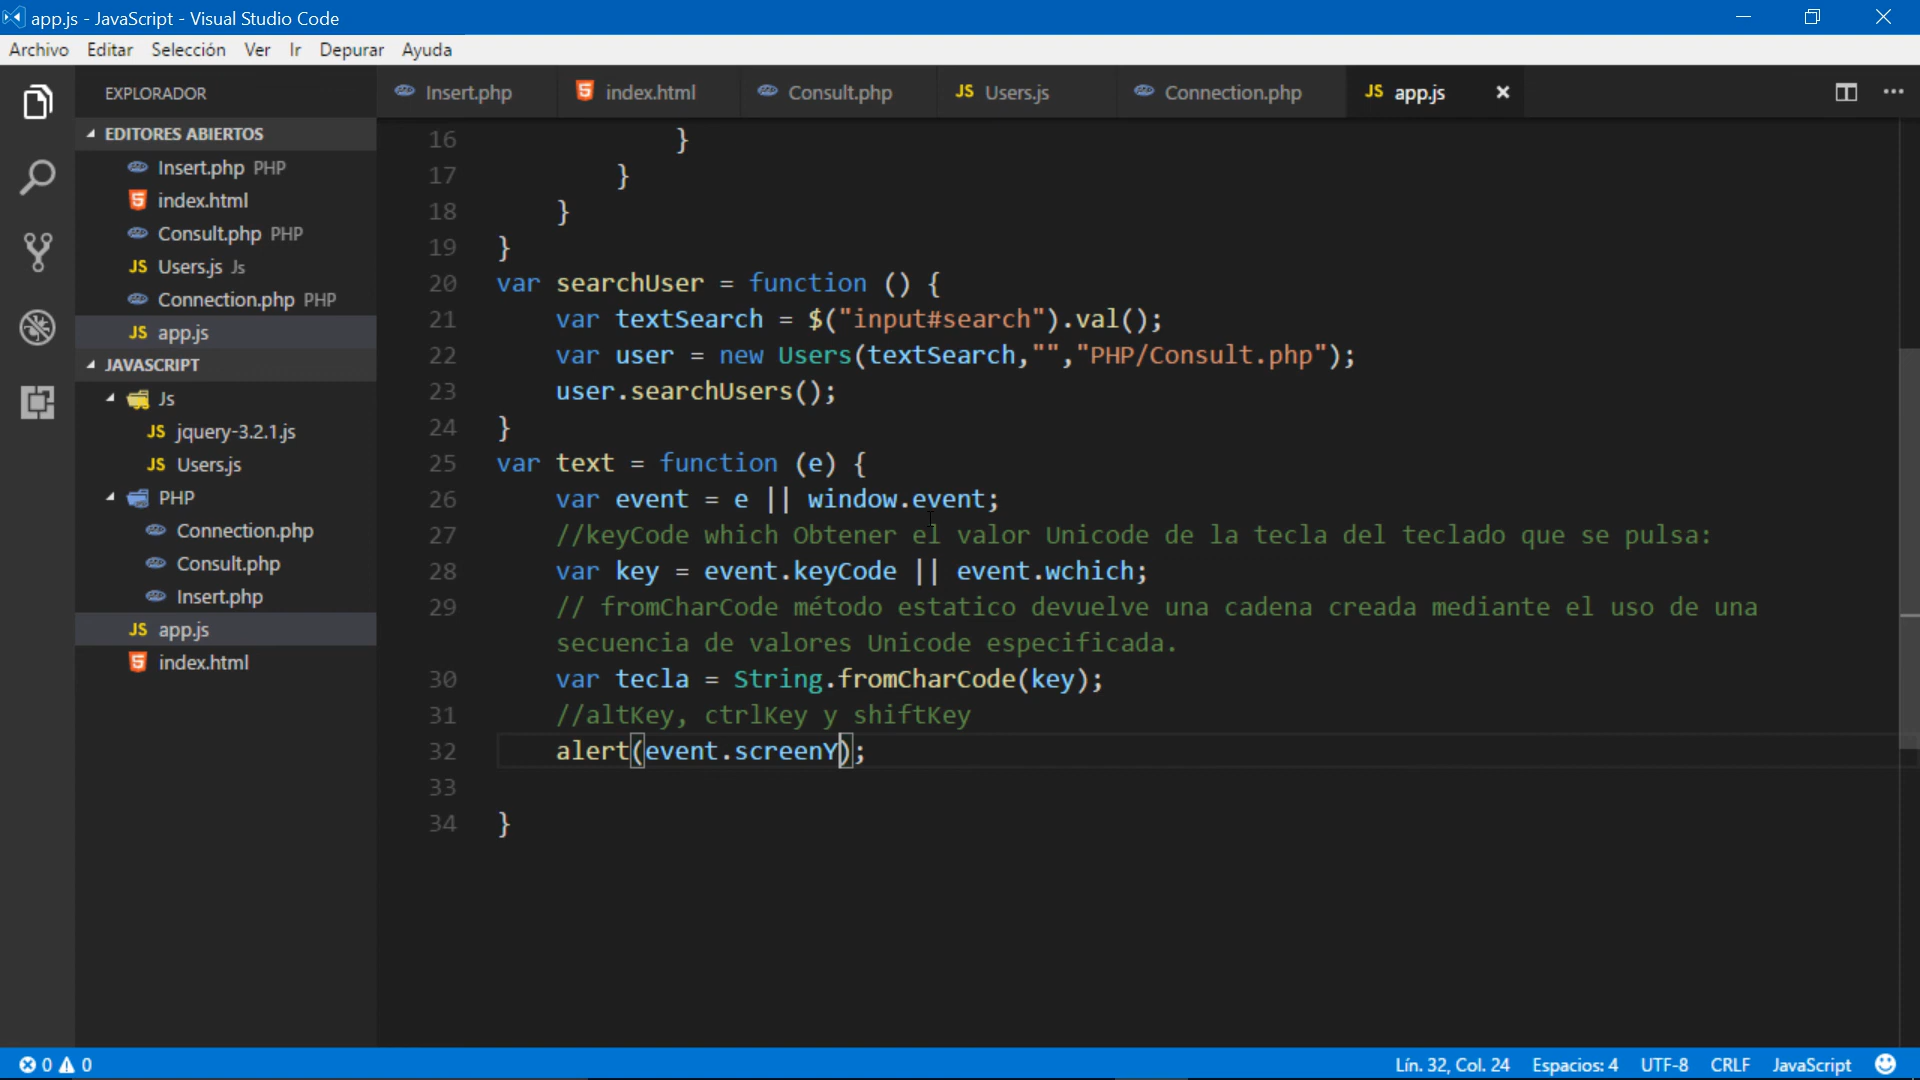 app.js - JavaScript - Visual Studio Code
Archivo Editar Selección Ver Ir Depurar Ayuda
EXPLORADOR
EDITORES ABIERTOS
Insert.php PHP
index.html
Consult.php PHP
JS Users.js Js
Connection.php PHP
JS app.js
JAVASCRIPT
Js
JS jquery-3.2.1.js
JS Users.js
PHP
Connection.php
Consult.php
Insert.php
JS app.js
index.html
Insert.php index.html Consult.php JS Users.js Connection.php JS app.js
16 }
17 }
18 }
19 }
20 var searchUser = function () {
21 var textSearch = $("input#search").val();
22 var user = new Users(textSearch,"","PHP/Consult.php");
23 user.searchUsers();
24 }
25 var text = function (e) {
26 var event = e || window.event;
27 //keyCode which Obtener el valor Unicode de la tecla del teclado que se pulsa:
28 var key = event.keyCode || event.wchich;
29 // fromCharCode método estatico devuelve una cadena creada mediante el uso de una
secuencia de valores Unicode especificada.
30 var tecla = String.fromCharCode(key);
31 //altKey, ctrlKey y shiftKey
32 alert(event.screenY);
33
34 }
0 0 Lín. 32, Col. 24 Espacios: 4 UTF-8 CRLF JavaScript